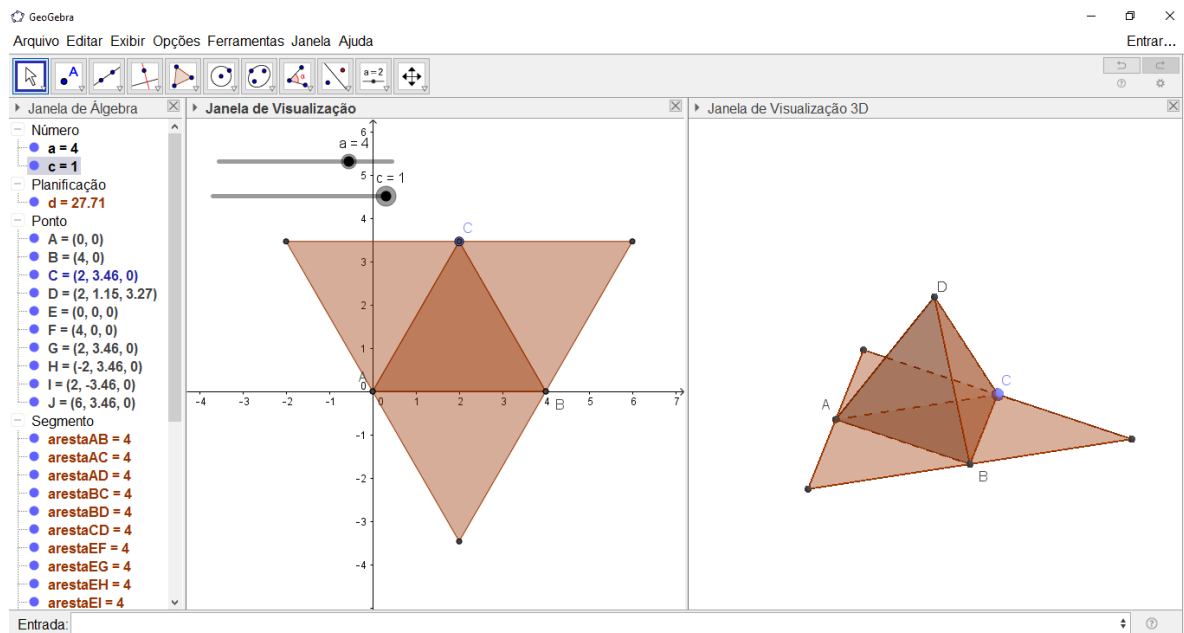 GeoGebra
Arquivo Editar Exibir Opções Ferramentas Janela Ajuda
Entrar...
A
α
a=2
Janela de Álgebra
Número
a = 4
c = 1
Planificação
d = 27.71
Ponto
A = (0, 0)
B = (4, 0)
C = (2, 3.46, 0)
D = (2, 1.15, 3.27)
E = (0, 0, 0)
F = (4, 0, 0)
G = (2, 3.46, 0)
H = (-2, 3.46, 0)
I = (2, -3.46, 0)
J = (6, 3.46, 0)
Segmento
arestaAB = 4
arestaAC = 4
arestaAD = 4
arestaBC = 4
arestaBD = 4
arestaCD = 4
arestaEF = 4
arestaEG = 4
arestaEH = 4
arestaEI = 4
Janela de Visualização
6
a = 4
5
c = 1
4
C
3
2
1
A
0
-4 -3 -2 -1 0 1 2 3 4 5 6 7
B
-1
-2
-3
-4
Janela de Visualização 3D
D
C
A
B
Entrada: